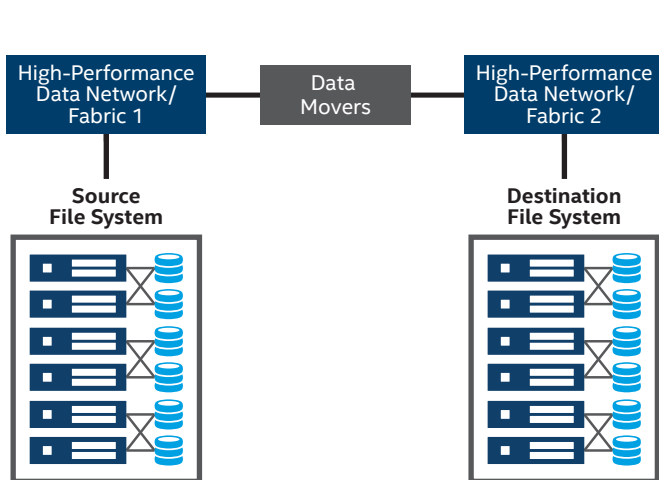 High-Performance
Data Network/
Fabric 1
Data
Movers
High-Performance
Data Network/
Fabric 2
Source
File System
Destination
File System